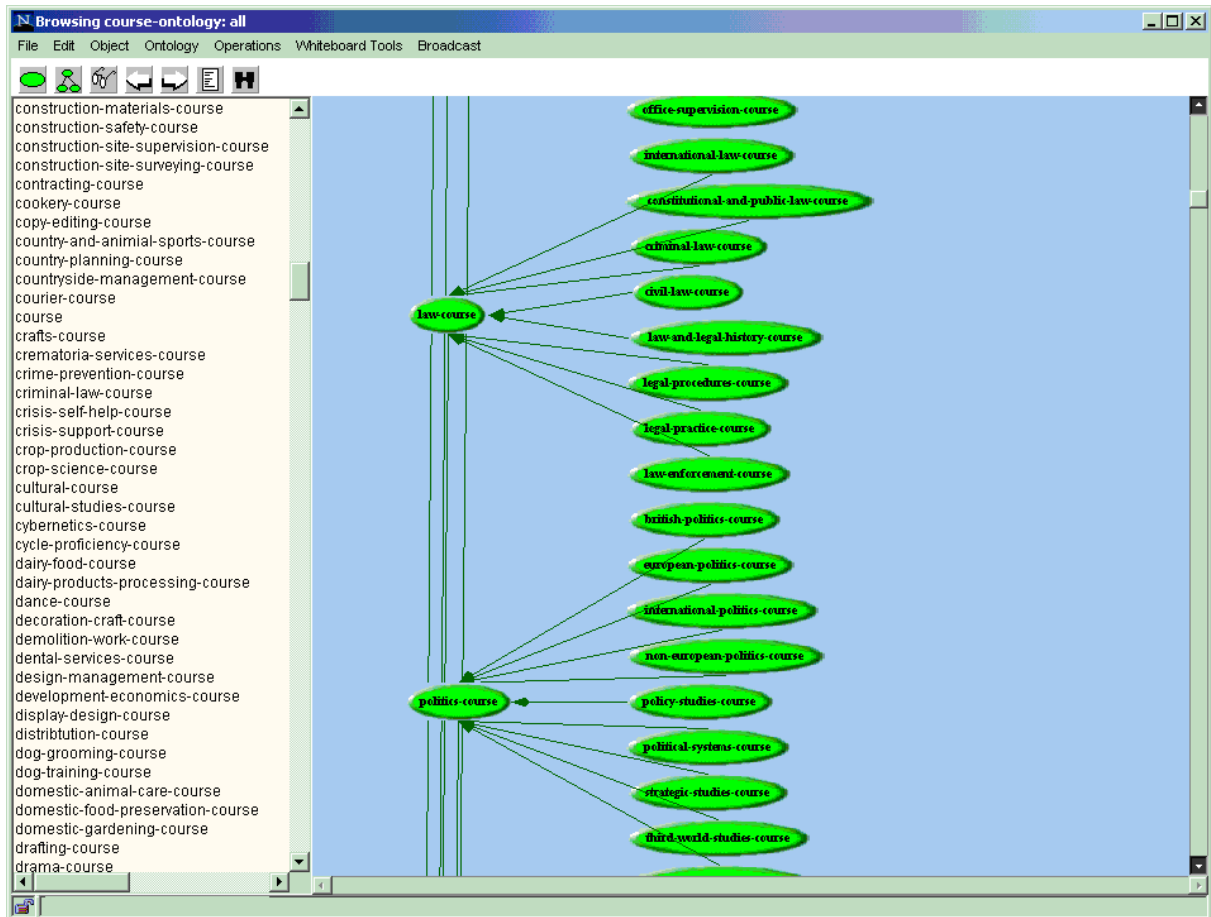 Browsing course-ontology: all
File Edit Object Ontology Operations Whiteboard Tools Broadcast
construction-materials-course
construction-safety-course
construction-site-supervision-course
construction-site-surveying-course
contracting-course
cookery-course
copy-editing-course
country-and-animial-sports-course
country-planning-course
countryside-management-course
courier-course
course
crafts-course
crematoria-services-course
crime-prevention-course
criminal-law-course
crisis-self-help-course
crisis-support-course
crop-production-course
crop-science-course
cultural-course
cultural-studies-course
cybernetics-course
cycle-proficiency-course
dairy-food-course
dairy-products-processing-course
dance-course
decoration-craft-course
demolition-work-course
dental-services-course
design-management-course
development-economics-course
display-design-course
distribtution-course
dog-grooming-course
dog-training-course
domestic-animal-care-course
domestic-food-preservation-course
domestic-gardening-course
drafting-course
drama-course
law-course
politics-course
office-supervision-course
international-law-course
constitutional-and-public-law-course
criminal-law-course
civil-law-course
law-and-legal-history-course
legal-procedures-course
legal-practice-course
law-enforcement-course
british-politics-course
european-politics-course
international-politics-course
non-european-politics-course
policy-studies-course
political-systems-course
strategic-studies-course
third-world-studies-course